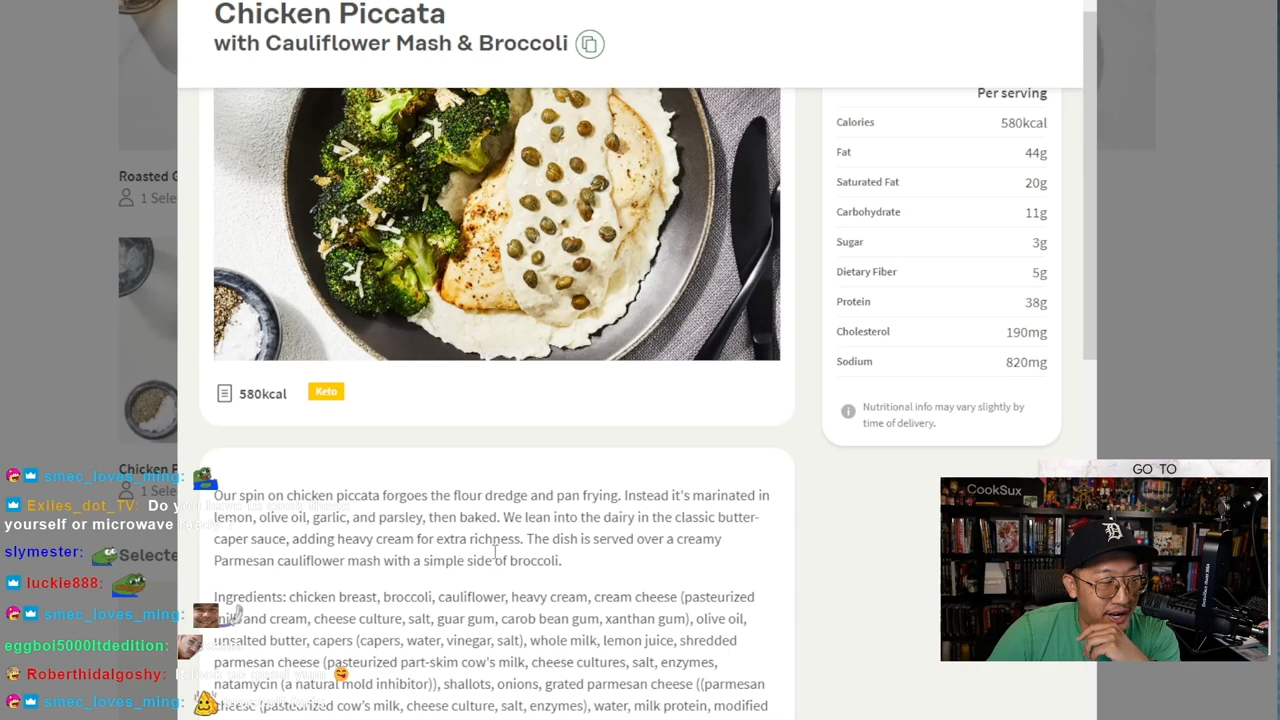 Chicken Piccata
with Cauliflower Mash & Broccoli
Per serving
Calories 580kcal
Fat 44g
Saturated Fat 20g
Carbohydrate 11g
Sugar 3g
Dietary Fiber 5g
Protein 38g
Cholesterol 190mg
Sodium 820mg
Nutritional info may vary slightly by
time of delivery.
580kcal
Keto
Our spin on chicken piccata forgoes the flour dredge and pan frying. Instead it's marinated in
lemon, olive oil, garlic, and parsley, then baked. We lean into the dairy in the classic butter-
caper sauce, adding heavy cream for extra richness. The dish is served over a creamy
Parmesan cauliflower mash with a simple side of broccoli.
Ingredients: chicken breast, broccoli, cauliflower, heavy cream, cream cheese (pasteurized
milk and cream, cheese culture, salt, guar gum, carob bean gum, xanthan gum), olive oil,
unsalted butter, capers (capers, water, vinegar, salt), whole milk, lemon juice, shredded
parmesan cheese (pasteurized part-skim cow's milk, cheese cultures, salt, enzymes,
natamycin (a natural mold inhibitor)), shallots, onions, grated parmesan cheese ((parmesan
cheese (pasteurized cow's milk, cheese culture, salt, enzymes), water, milk protein, modified
Roasted
1 Sele
Chicken P
1 Sele
Selecte
smec_loves_ming:
Exiles_dot_TV: Do
yourself or microwave
slymester:
luckie888:
smec_loves_ming:
eggboi5000ltdedition:
Roberthidalgoshy:
smec_loves_ming:
GO TO
CookSux